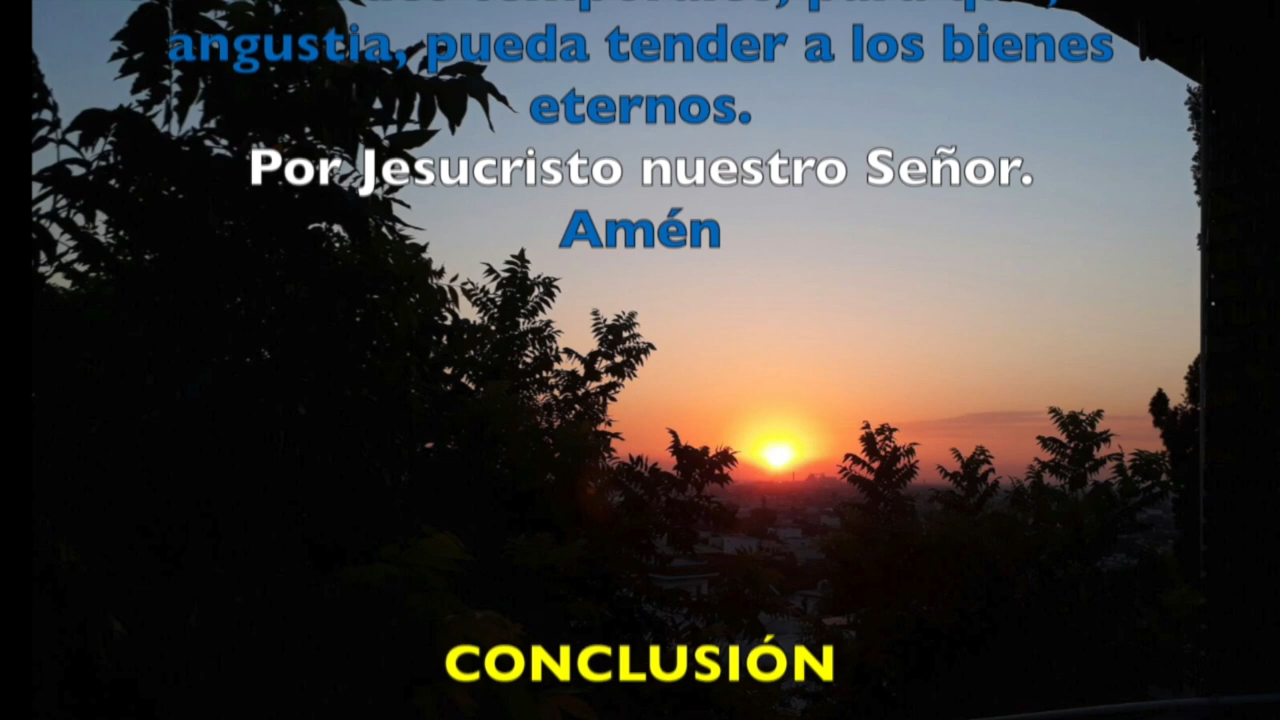 angustia, pueda tender a los bienes
eternos.
Por Jesucristo nuestro Señor.
Amén
CONCLUSIÓN